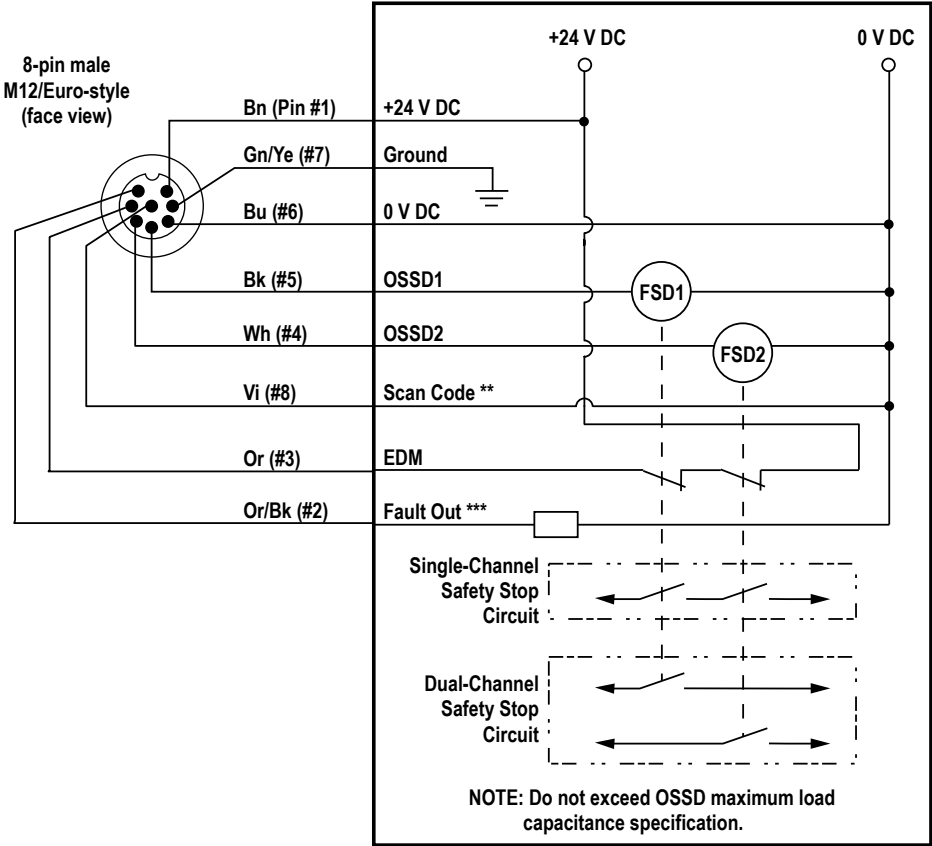 +24 V DC
0 V DC
8-pin male
M12/Euro-style
(face view)
Bn (Pin #1)
+24 V DC
Gn/Ye (#7)
Ground
Bu (#6)
0 V DC
Bk (#5)
OSSD1
FSD1
Wh (#4)
OSSD2
FSD2
Vi (#8)
Scan Code **
Or (#3)
EDM
Or/Bk (#2)
Fault Out ***
Single-Channel
Safety Stop
Circuit
Dual-Channel
Safety Stop
Circuit
NOTE: Do not exceed OSSD maximum load
capacitance specification.